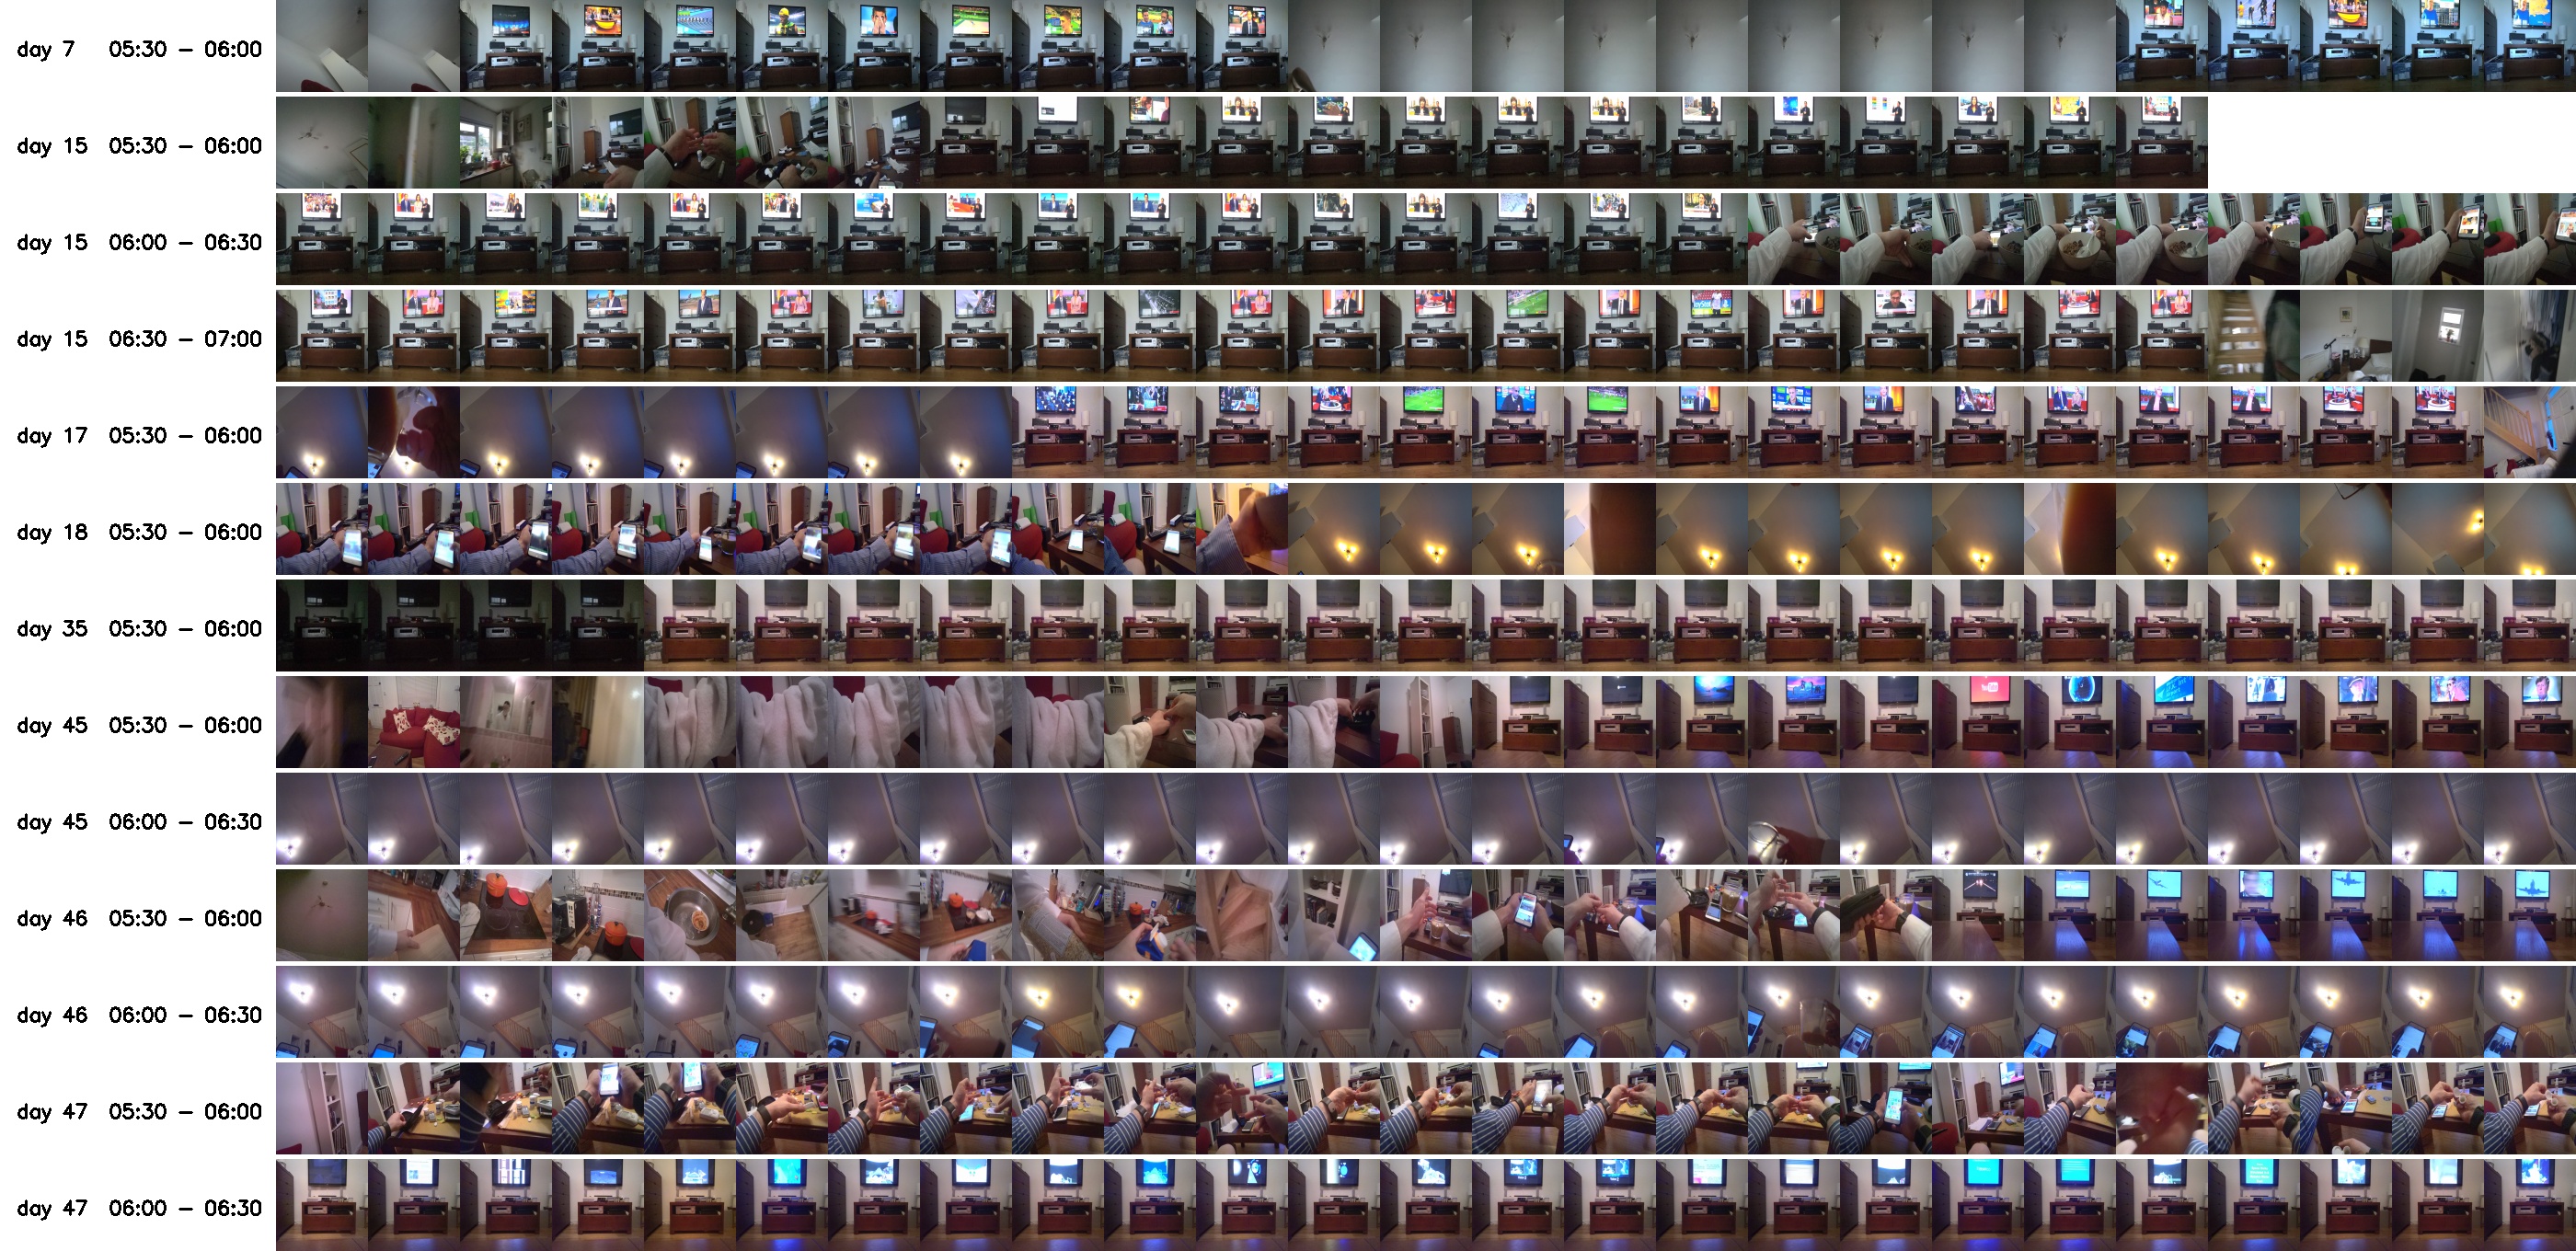 day 7 05:30 – 06:00
day 15 05:30 – 06:00
day 15 06:00 – 06:30
day 15 06:30 – 07:00
day 17 05:30 – 06:00
day 18 05:30 – 06:00
day 35 05:30 – 06:00
day 45 05:30 – 06:00
day 45 06:00 – 06:30
day 46 05:30 – 06:00
day 46 06:00 – 06:30
day 47 05:30 – 06:00
day 47 06:00 – 06:30